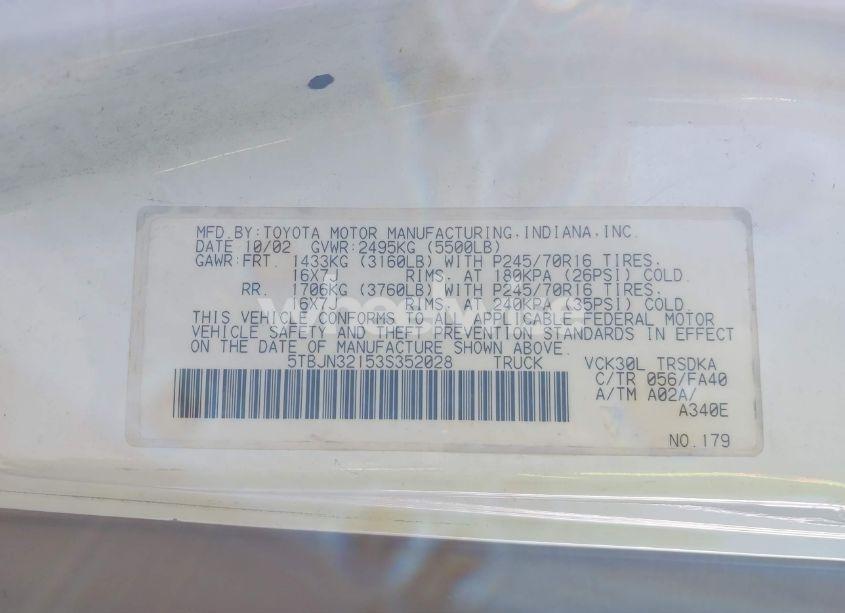 MFD.BY:TOYOTA MOTOR MANUFACTURING,INDIANA,INC.
DATE 10/02 GVWR:2495KG (5500LB)
GAWR:FRT. 1433KG (3160LB) WITH P245/70R16 TIRES.
16X7J RIMS. AT 180KPA (26PSI) COLD.
RR. 1706KG (3760LB) WITH P245/70R16 TIRES.
16X7J RIMS. AT 240KPA (35PSI) COLD.
THIS VEHICLE CONFORMS TO ALL APPLICABLE FEDERAL MOTOR
VEHICLE SAFETY AND THEFT PREVENTION STANDARDS IN EFFECT
ON THE DATE OF MANUFACTURE SHOWN ABOVE.
5TBJN32153S352028 TRUCK VCK30L TRSDKA
C/TR 056/FA40
A/TM A02A/
A340E
NO.179